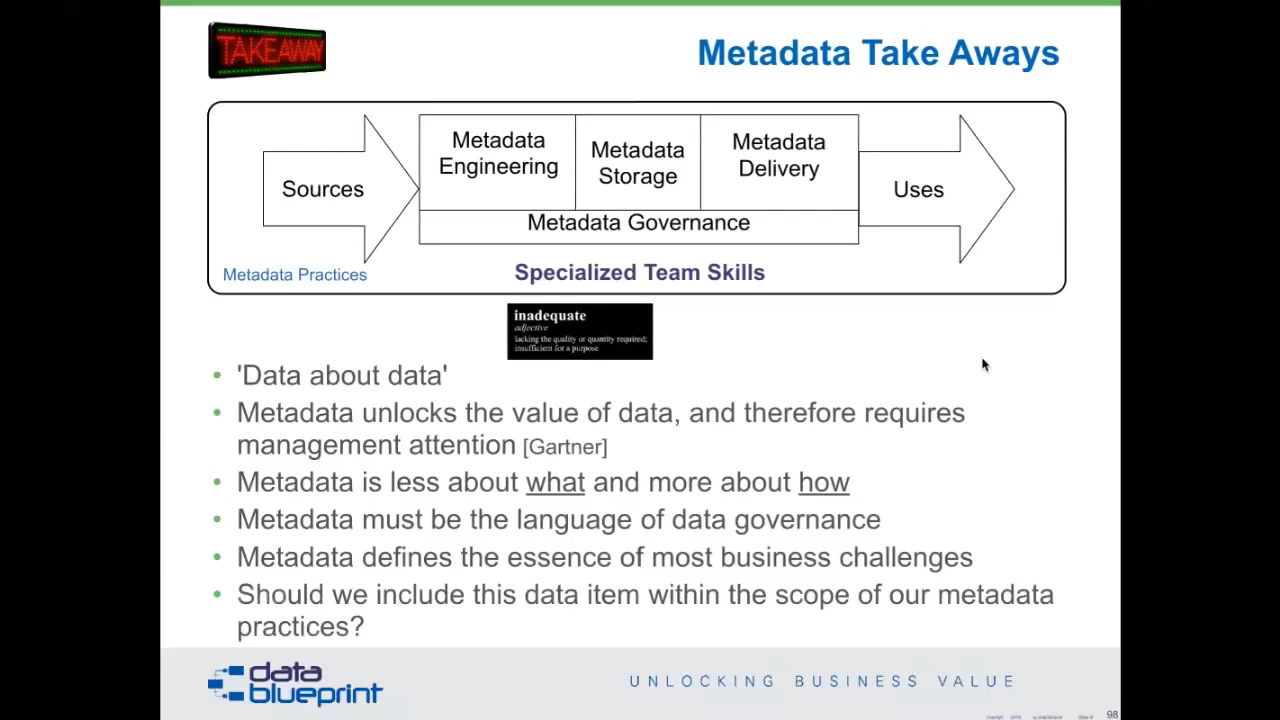 TAKEAWAY
Metadata Take Aways
Sources
Metadata
Engineering
Metadata
Storage
Metadata
Delivery
Uses
Metadata Governance
Metadata Practices
Specialized Team Skills
inadequate
adjective
lacking the quality or quantity required;
insufficient for a purpose
• 'Data about data'
• Metadata unlocks the value of data, and therefore requires
management attention [Gartner]
• Metadata is less about what and more about how
• Metadata must be the language of data governance
• Metadata defines the essence of most business challenges
• Should we include this data item within the scope of our metadata
practices?
data
blueprint
UNLOCKING BUSINESS VALUE
98